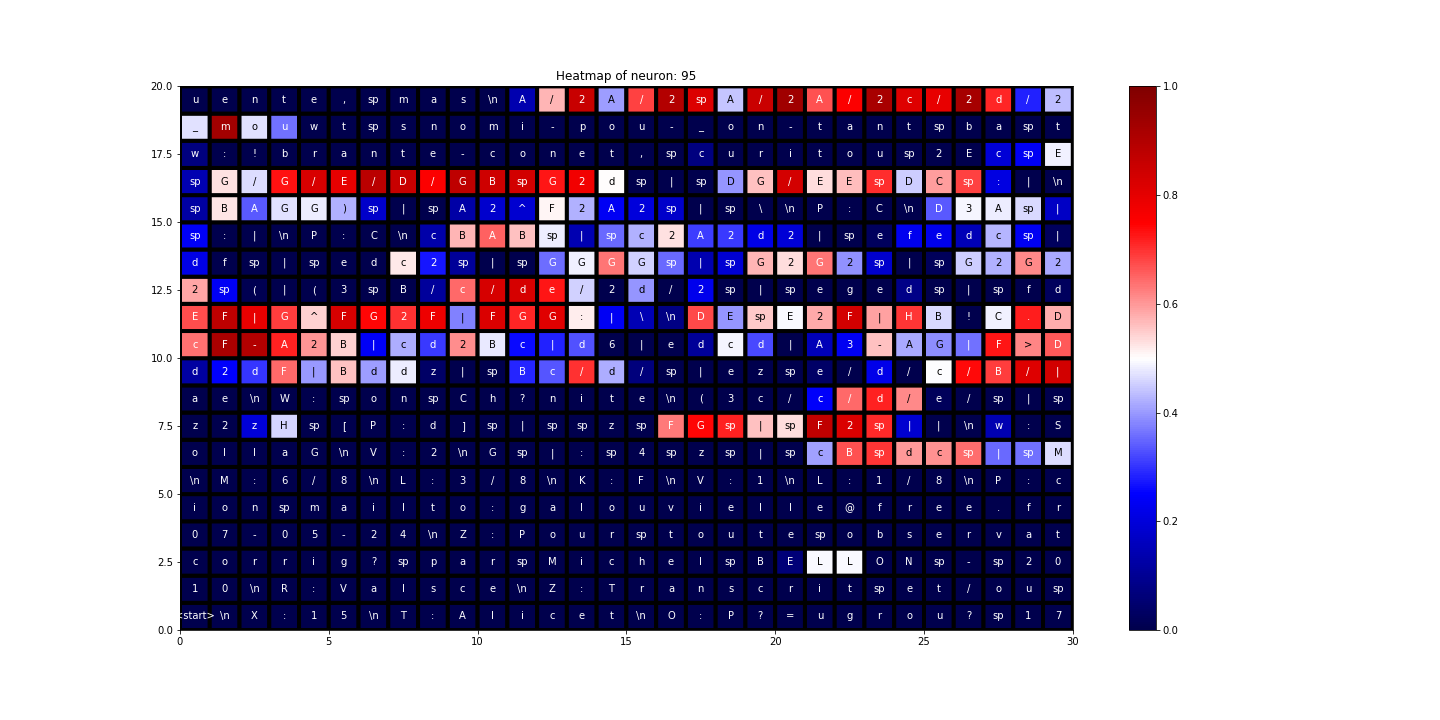 Heatmap of neuron: 95
20.0 u e n t e , sp m a s \n A / 2 A / 2 sp A / 2 A / 2 c / 2 d / 2
_ m o u w t sp s n o m i - p o u - _ o n - t a n t sp b a sp t
17.5 w : ! b r a n t e - c o n e t , sp c u r i t o u sp 2 E c sp E
sp G / G / E / D / G B sp G 2 d sp | sp D G / E E sp D C sp : | \n
15.0 sp B A G G ) sp | sp A 2 ^ F 2 A 2 sp | sp \ \n P : C \n D 3 A sp |
sp : | \n P : C \n c B A B sp | sp c 2 A 2 d 2 | sp e f e d c sp |
d f sp | sp e d c 2 sp | sp G G G G sp | sp G 2 G 2 sp | sp G 2 G 2
12.5 2 sp ( | ( 3 sp B / c / d e / 2 d / 2 sp | sp e g e d sp | sp f d
E F | G ^ F G 2 F | F G G : | \ \n D E sp E 2 F | H B ! C . D
10.0 c F - A 2 B | c d 2 B c | d 6 | e d c d | A 3 - A G | F > D
d 2 d F | B d d z | sp B c / d / sp | e z sp e / d / c / B / |
a e \n W : sp o n sp C h ? n i t e \n ( 3 c / c / d / e / sp | sp
7.5 z 2 z H sp [ P : d ] sp | sp sp z sp F G sp | sp F 2 sp | | \n w : S
o l l a G \n V : 2 \n G sp | : sp 4 sp z sp | sp c B sp d c sp | sp M
5.0 \n M : 6 / 8 \n L : 3 / 8 \n K : F \n V : 1 \n L : 1 / 8 \n P : c
i o n sp m a i l t o : g a l o u v i e l l e @ f r e e . f r
0 7 - 0 5 - 2 4 \n Z : P o u r sp t o u t e sp o b s e r v a t
2.5 c o r r i g ? sp p a r sp M i c h e l sp B E L L O N sp - sp 2 0
1 0 \n R : V a l s c e \n Z : T r a n s c r i t sp e t / o u sp
0.0 <start> \n X : 1 5 \n T : A l i c e t \n O : P ? = u g r o u ? sp 1 7
0 5 10 15 20 25 30
1.0
0.8
0.6
0.4
0.2
0.0